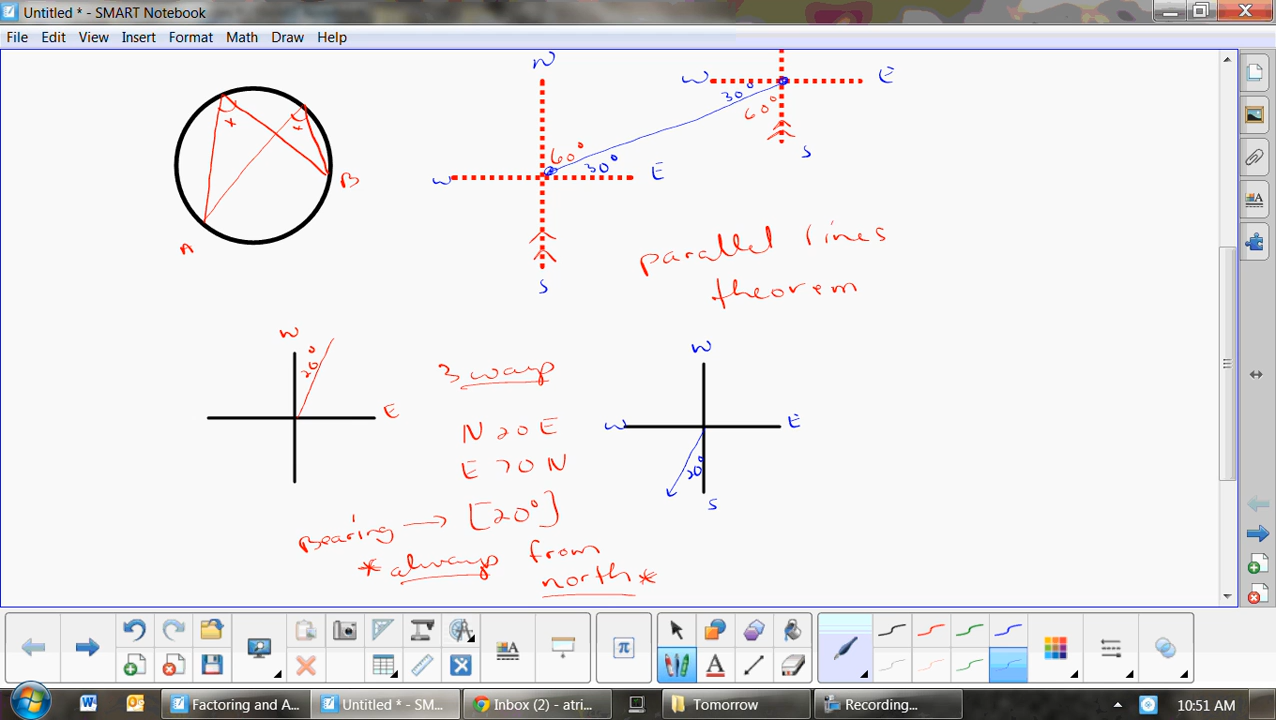 Untitled * - SMART Notebook
File Edit View Insert Format Math Draw Help
N
W E
30°
60°
S
x x
B
A
60°
30°
W E
S
parallel lines
theorem
N
20°
E
3 ways
N 20 E
E 70 N
Bearing → [20°]
*always from
north*
N
W E
20°
S
π
A
W
Factoring and A...
Untitled * - SM...
Inbox (2) - atri...
Tomorrow
Recording...
10:51 AM